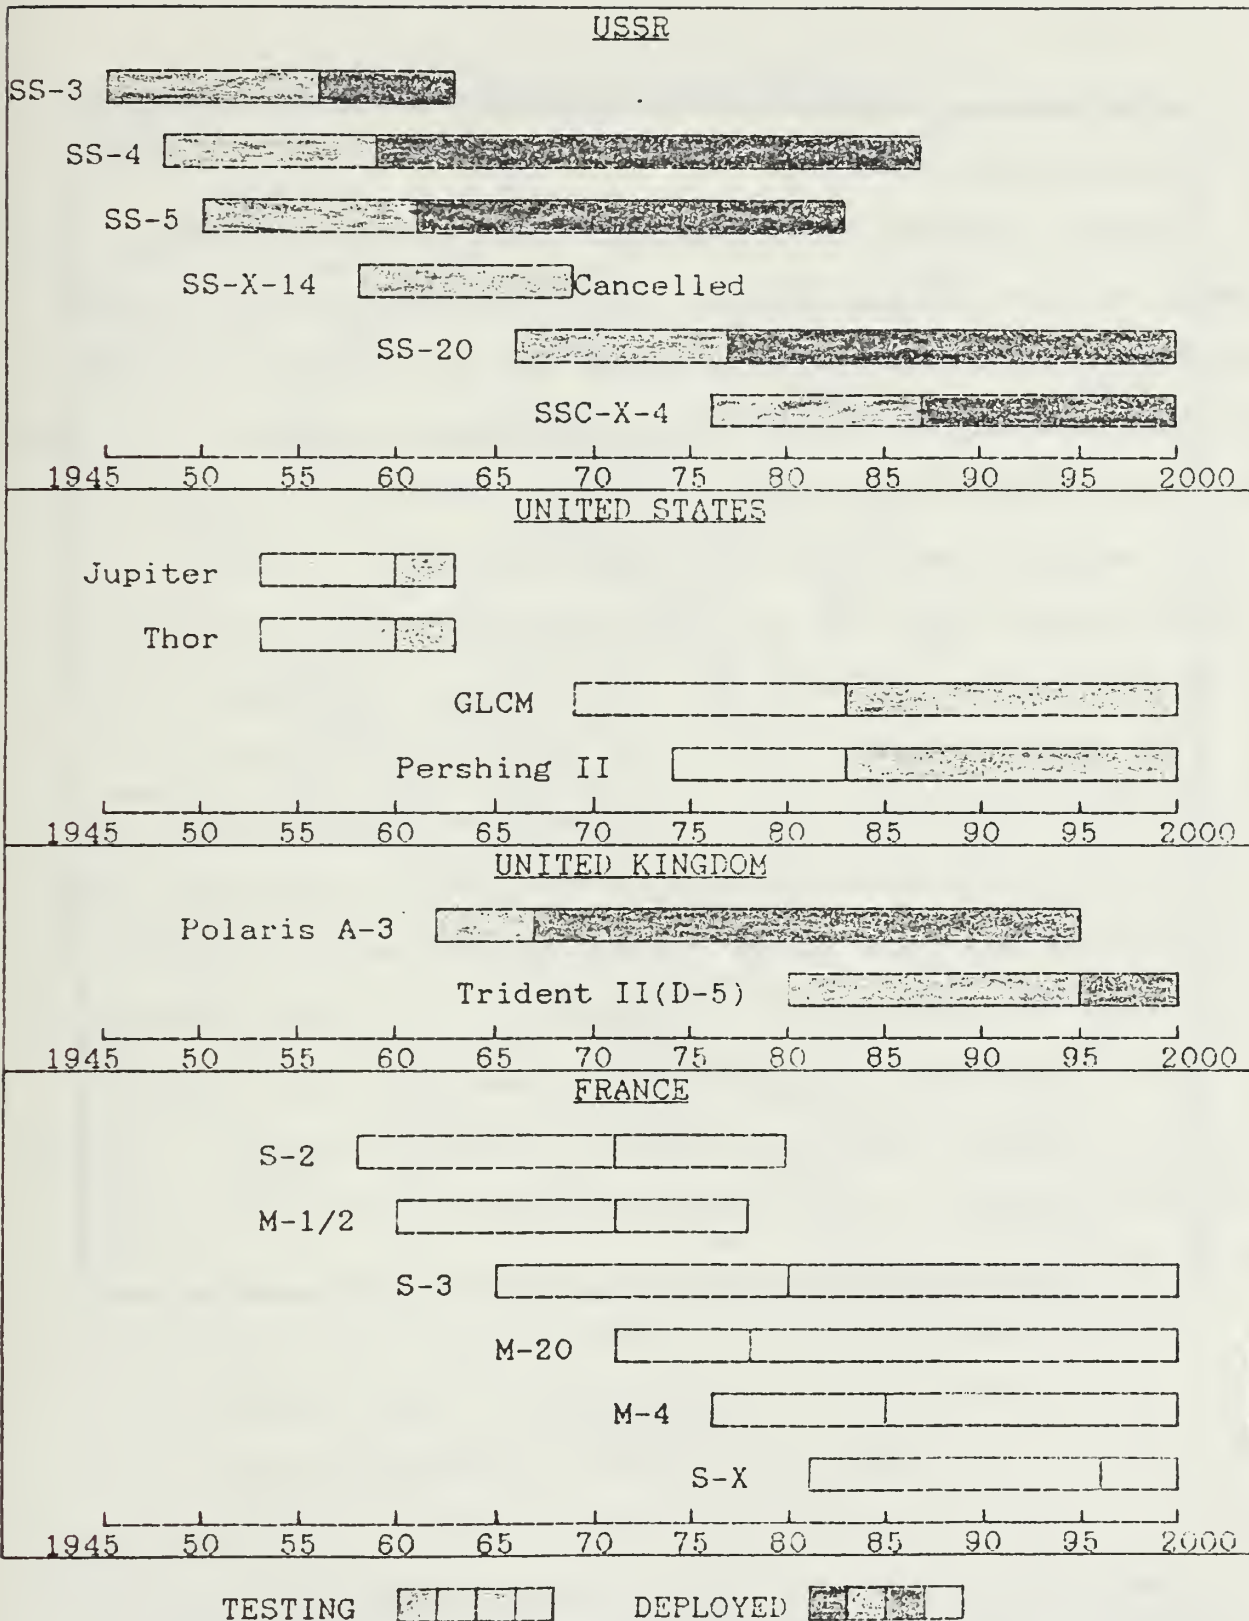 USSR
SS-3
SS-4
SS-5
SS-X-14 Cancelled
SS-20
SSC-X-4
1945 50 55 60 65 70 75 80 85 90 95 2000
UNITED STATES
Jupiter
Thor
GLCM
Pershing II
1945 50 55 60 65 70 75 80 85 90 95 2000
UNITED KINGDOM
Polaris A-3
Trident II(D-5)
1945 50 55 60 65 70 75 80 85 90 95 2000
FRANCE
S-2
M-1/2
S-3
M-20
M-4
S-X
1945 50 55 60 65 70 75 80 85 90 95 2000
TESTING DEPLOYED